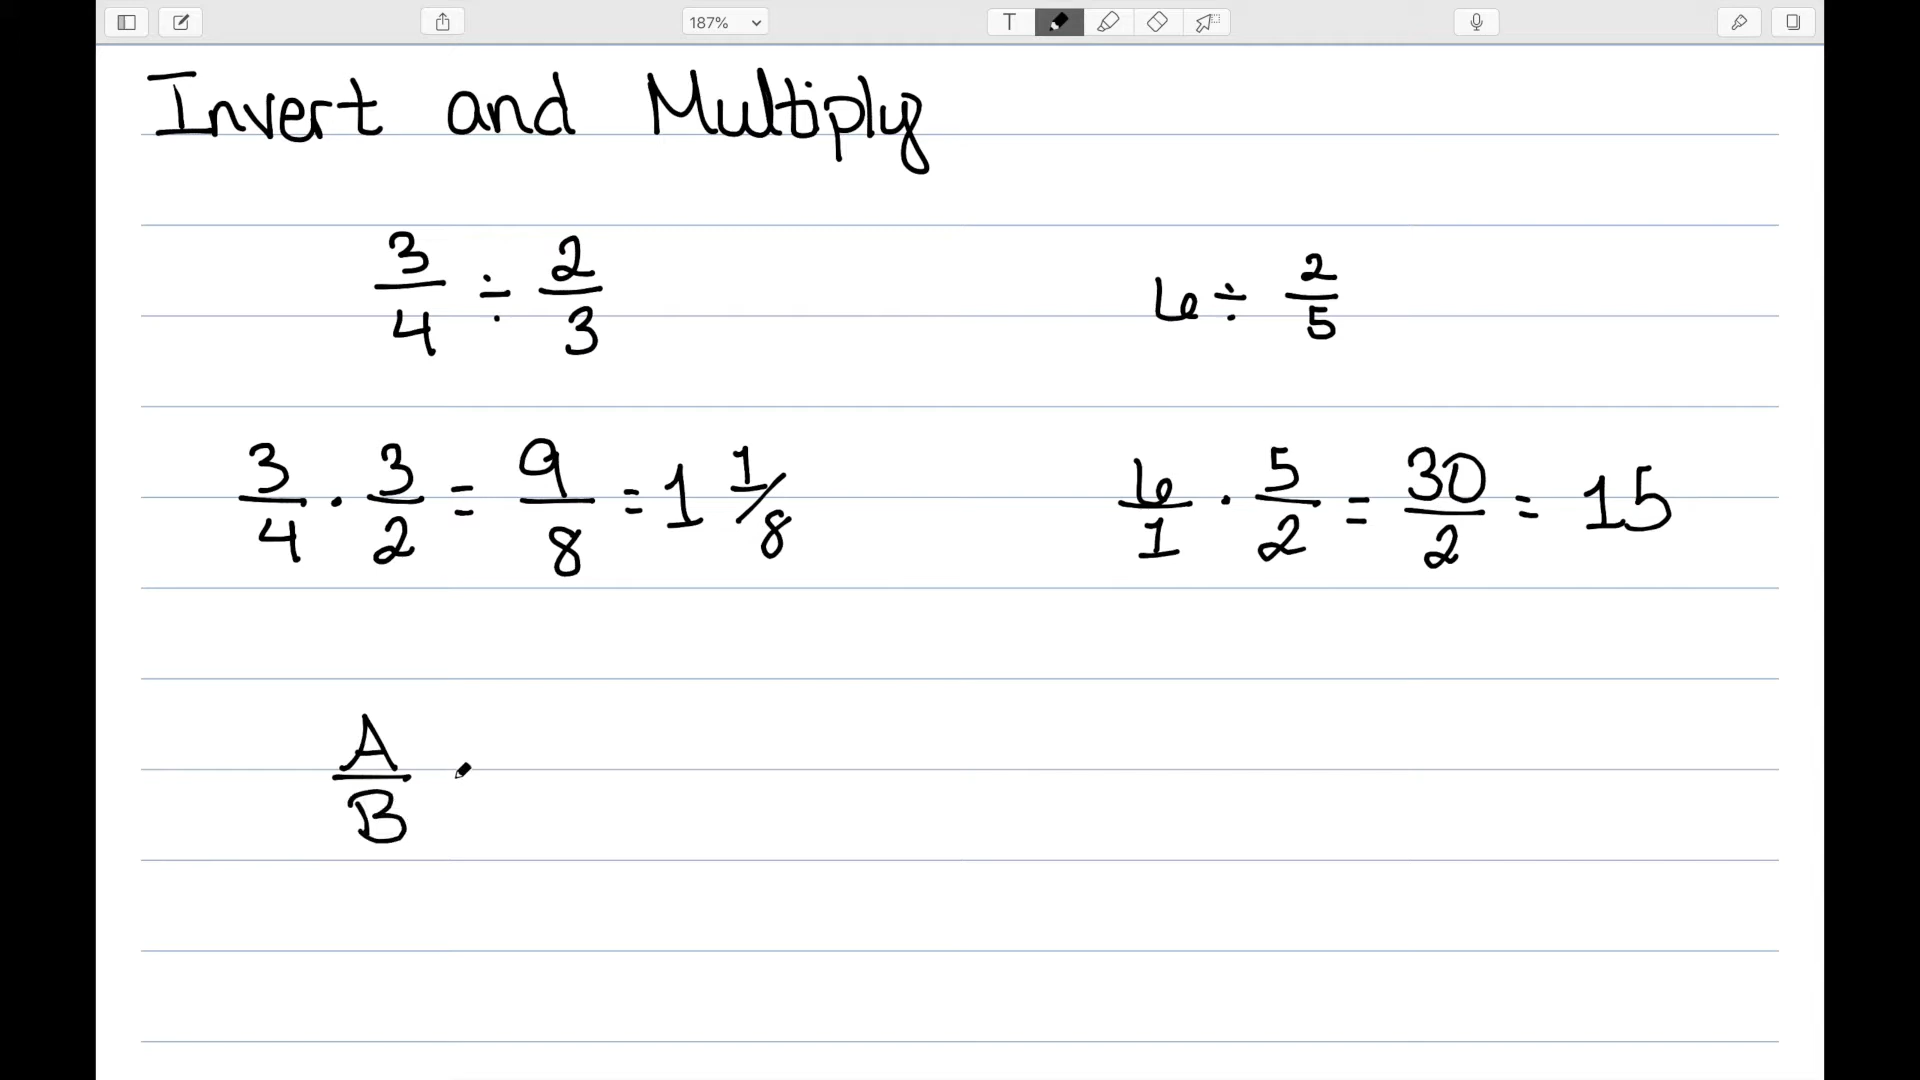 187%
T
Invert and Multiply
3/4 ÷ 2/3
6 ÷ 2/5
3/4 · 3/2 = 9/8 = 1 1/8
6/1 · 5/2 = 30/2 = 15
A/B ·